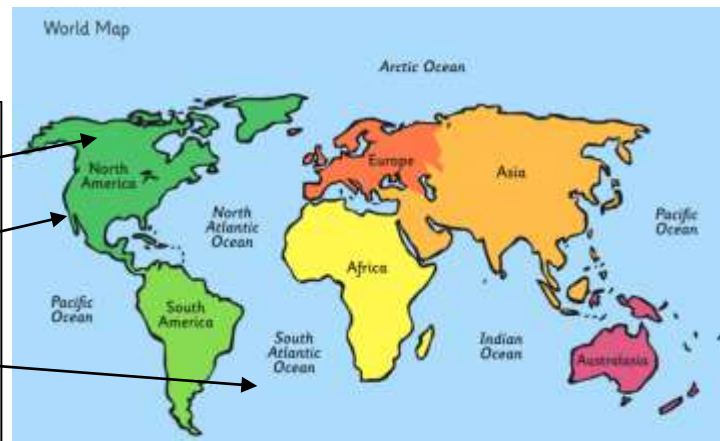 World Map
Arctic Ocean
North
America
Europe
Asia
North
Atlantic
Ocean
Pacific
Ocean
Africa
Pacific
Ocean
South
America
South
Atlantic
Ocean
Indian
Ocean
Australasia